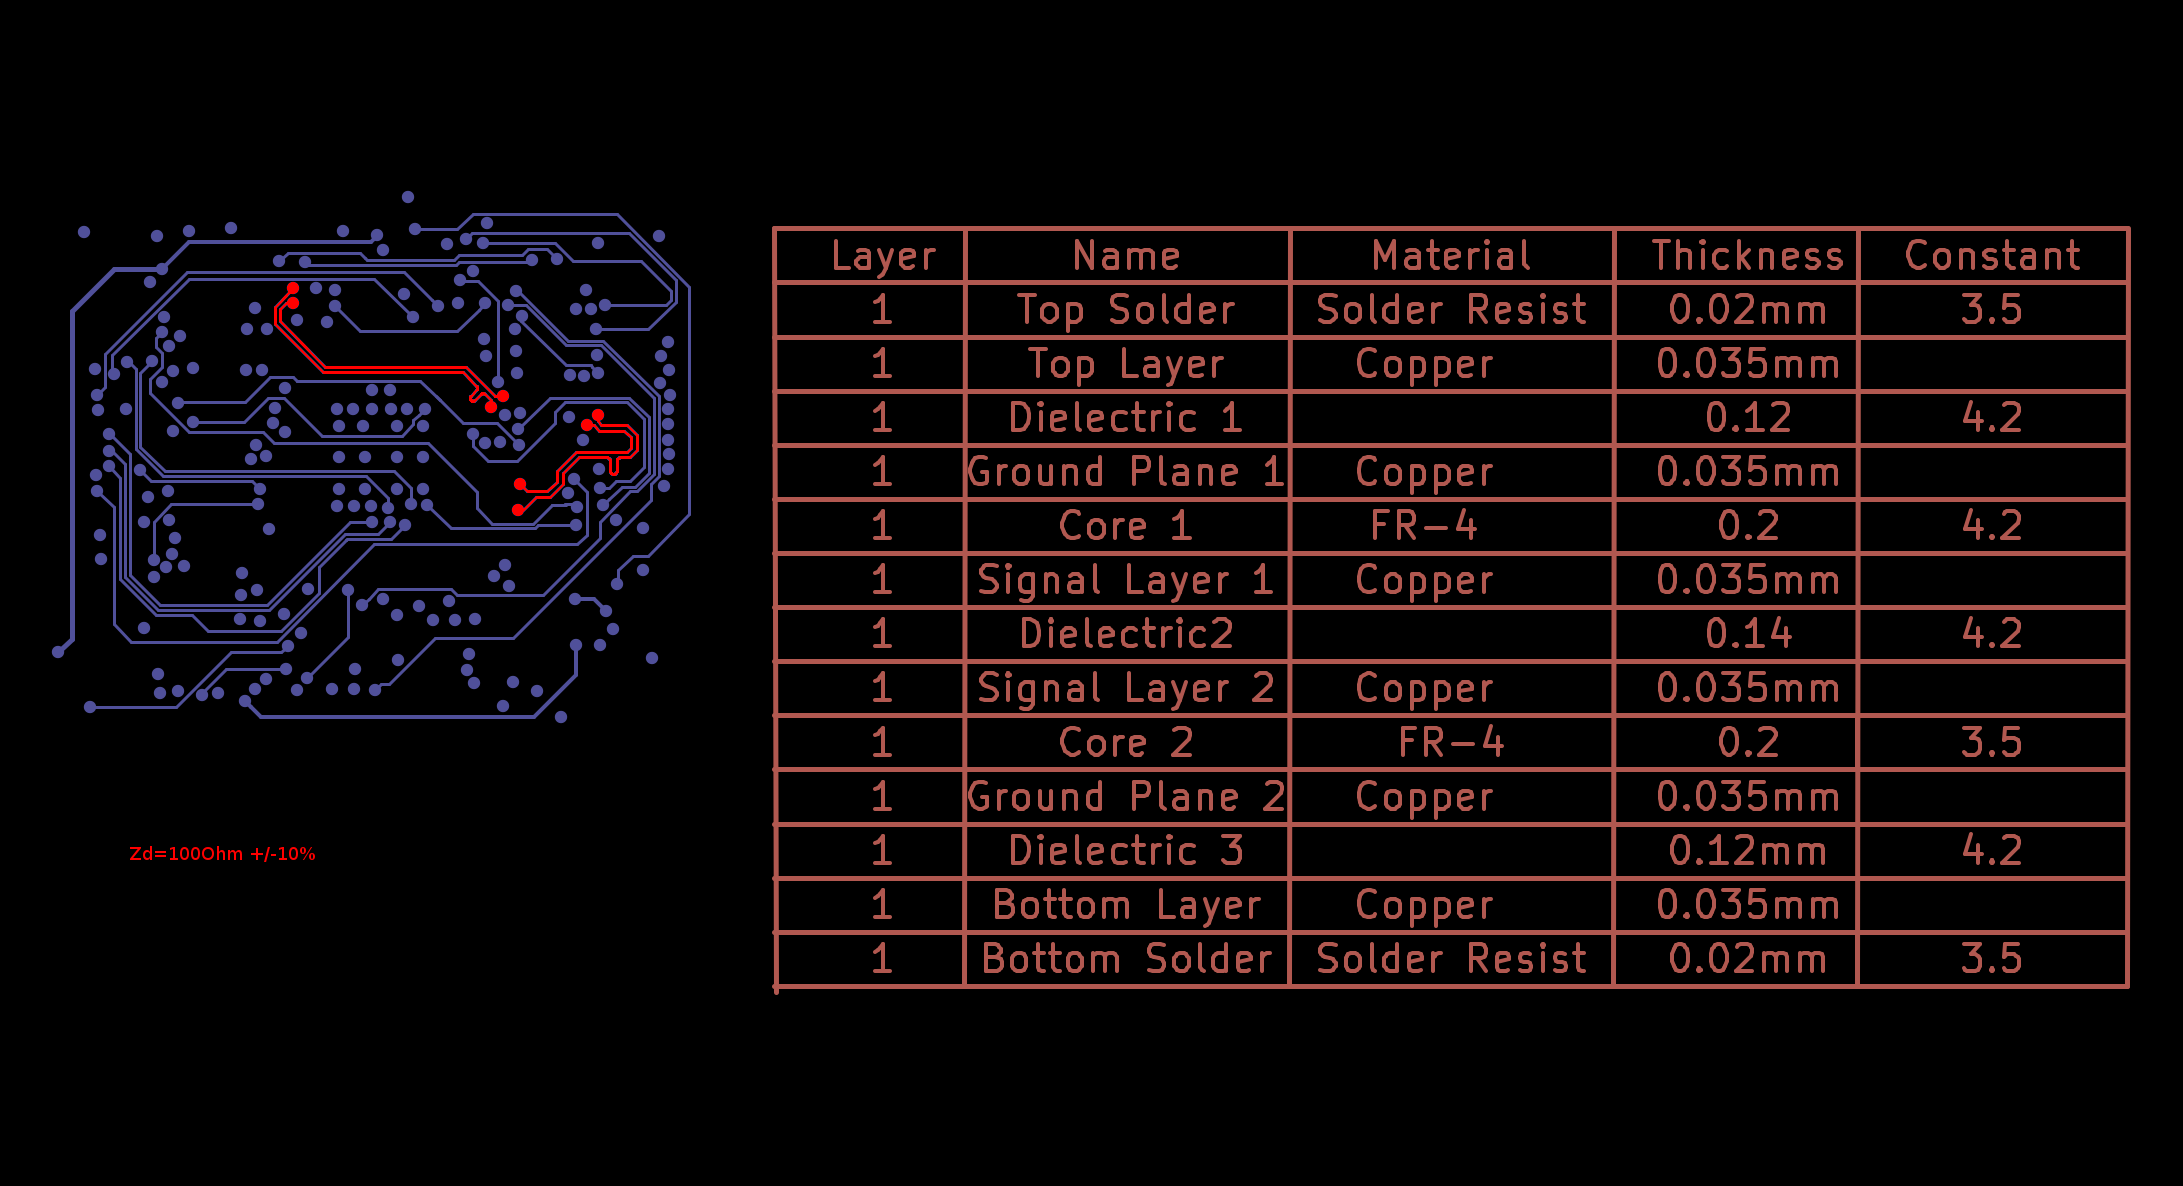 Layer Name Material Thickness Constant
1 Top Solder Solder Resist 0.02mm 3.5
1 Top Layer Copper 0.035mm
1 Dielectric 1 0.12 4.2
1 Ground Plane 1 Copper 0.035mm
1 Core 1 FR-4 0.2 4.2
1 Signal Layer 1 Copper 0.035mm
1 Dielectric2 0.14 4.2
1 Signal Layer 2 Copper 0.035mm
1 Core 2 FR-4 0.2 3.5
1 Ground Plane 2 Copper 0.035mm
1 Dielectric 3 0.12mm 4.2
1 Bottom Layer Copper 0.035mm
1 Bottom Solder Solder Resist 0.02mm 3.5
Zd=100Ohm +/-10%